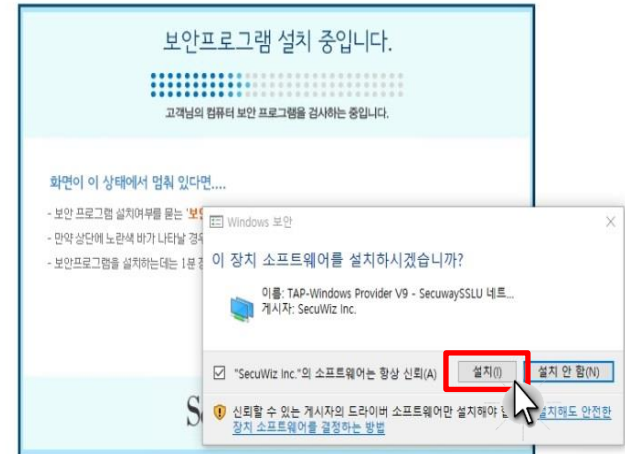 보안프로그램 설치 중입니다.
고객님의 컴퓨터 보안 프로그램을 검사하는 중입니다.
화면이 이 상태에서 멈춰 있다면....
- 보안 프로그램 설치여부를 묻는 '보안
- 만약 상단에 노란색 바가 나타날 경우
- 보안프로그램을 설치하는데는 1분
Windows 보안
이 장치 소프트웨어를 설치하시겠습니까?
이름: TAP-Windows Provider V9 - SecuwaySSLU 네트...
게시자: SecuWiz Inc.
"SecuWiz Inc."의 소프트웨어는 항상 신뢰(A)
설치(I)
설치 안 함(N)
신뢰할 수 있는 게시자의 드라이버 소프트웨어만 설치해야 설치해도 안전한
장치 소프트웨어를 결정하는 방법